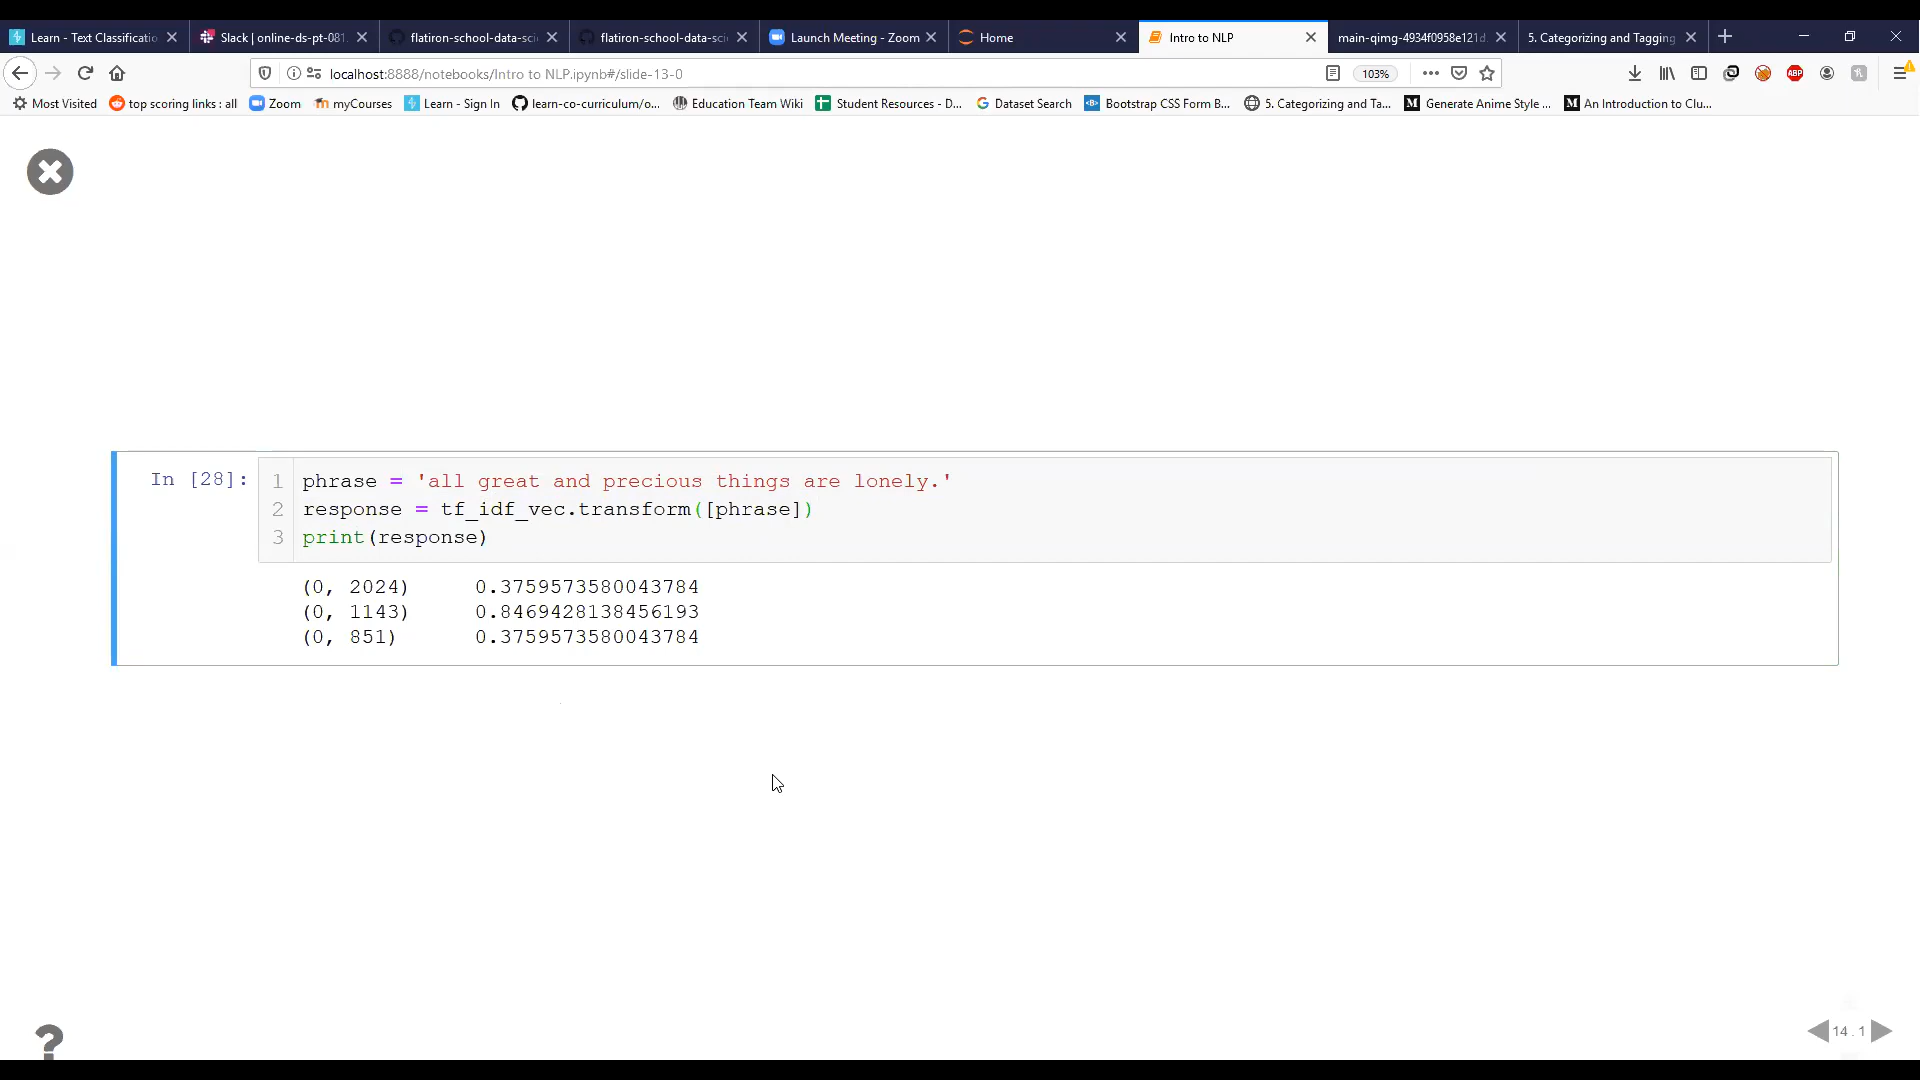 Learn - Text Classificatio
Slack | online-ds-pt-081
flatiron-school-data-sci
flatiron-school-data-sci
Launch Meeting - Zoom
Home
Intro to NLP
main-qimg-4934f0958e121d
5. Categorizing and Tagging
localhost:8888/notebooks/Intro to NLP.ipynb#/slide-13-0
103%
Most Visited
top scoring links : all
Zoom
myCourses
Learn - Sign In
learn-co-curriculum/o...
Education Team Wiki
Student Resources - D...
Dataset Search
Bootstrap CSS Form B...
5. Categorizing and Ta...
Generate Anime Style ...
An Introduction to Clu...
ABP
In [28]:
1 phrase = 'all great and precious things are lonely.'
2 response = tf_idf_vec.transform([phrase])
3 print(response)
(0, 2024) 0.3759573580043784
(0, 1143) 0.8469428138456193
(0, 851) 0.3759573580043784
?
14 . 1